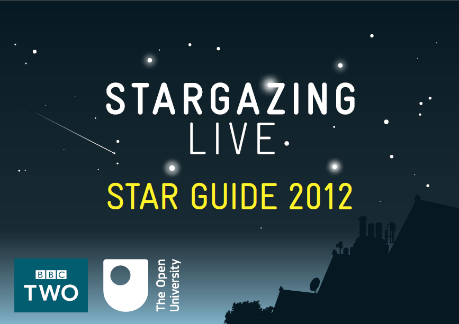 STARGAZING
LIVE
STAR GUIDE 2012
BBC
TWO
The Open
University